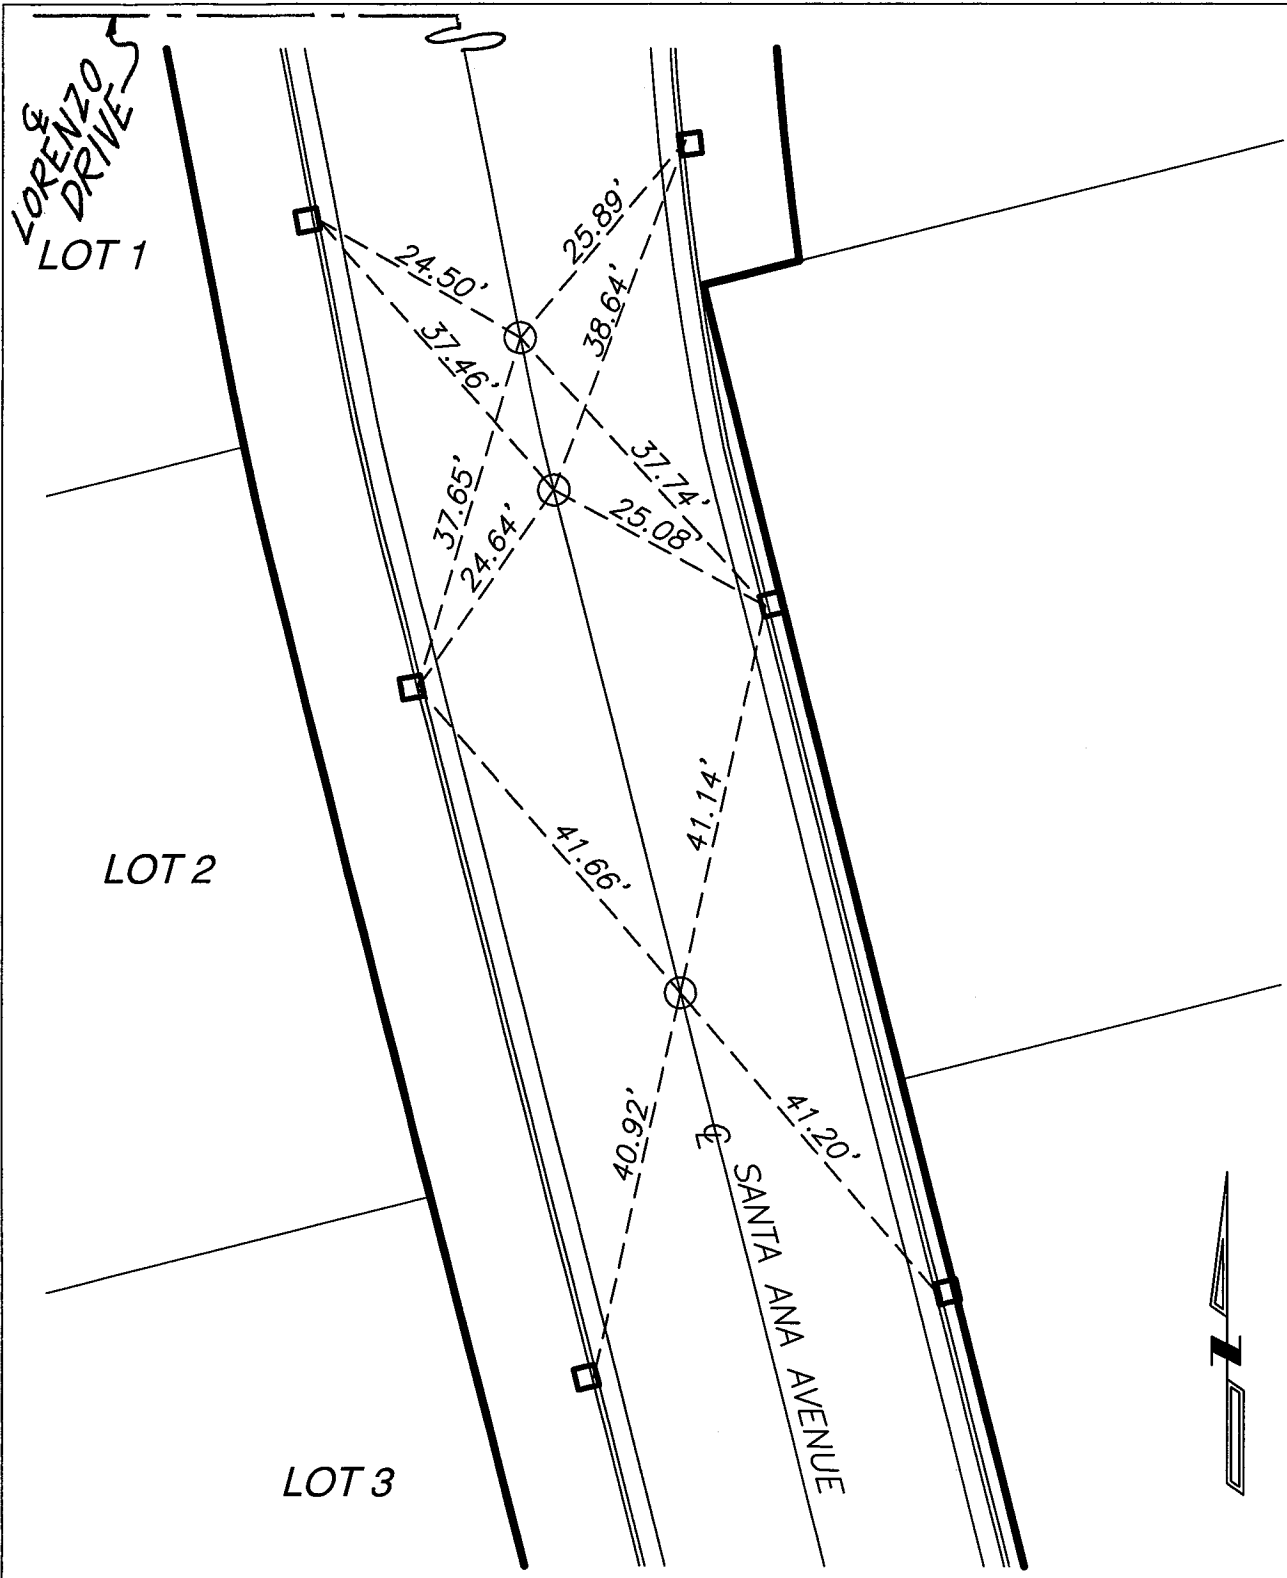 ℄
LORENZO
DRIVE
LOT 1
25.89'
24.50'
38.64'
37.46'
37.74'
37.65'
25.08'
24.64'
41.14'
41.66'
LOT 2
40.92'
41.20'
℄ SANTA ANA AVENUE
LOT 3
N